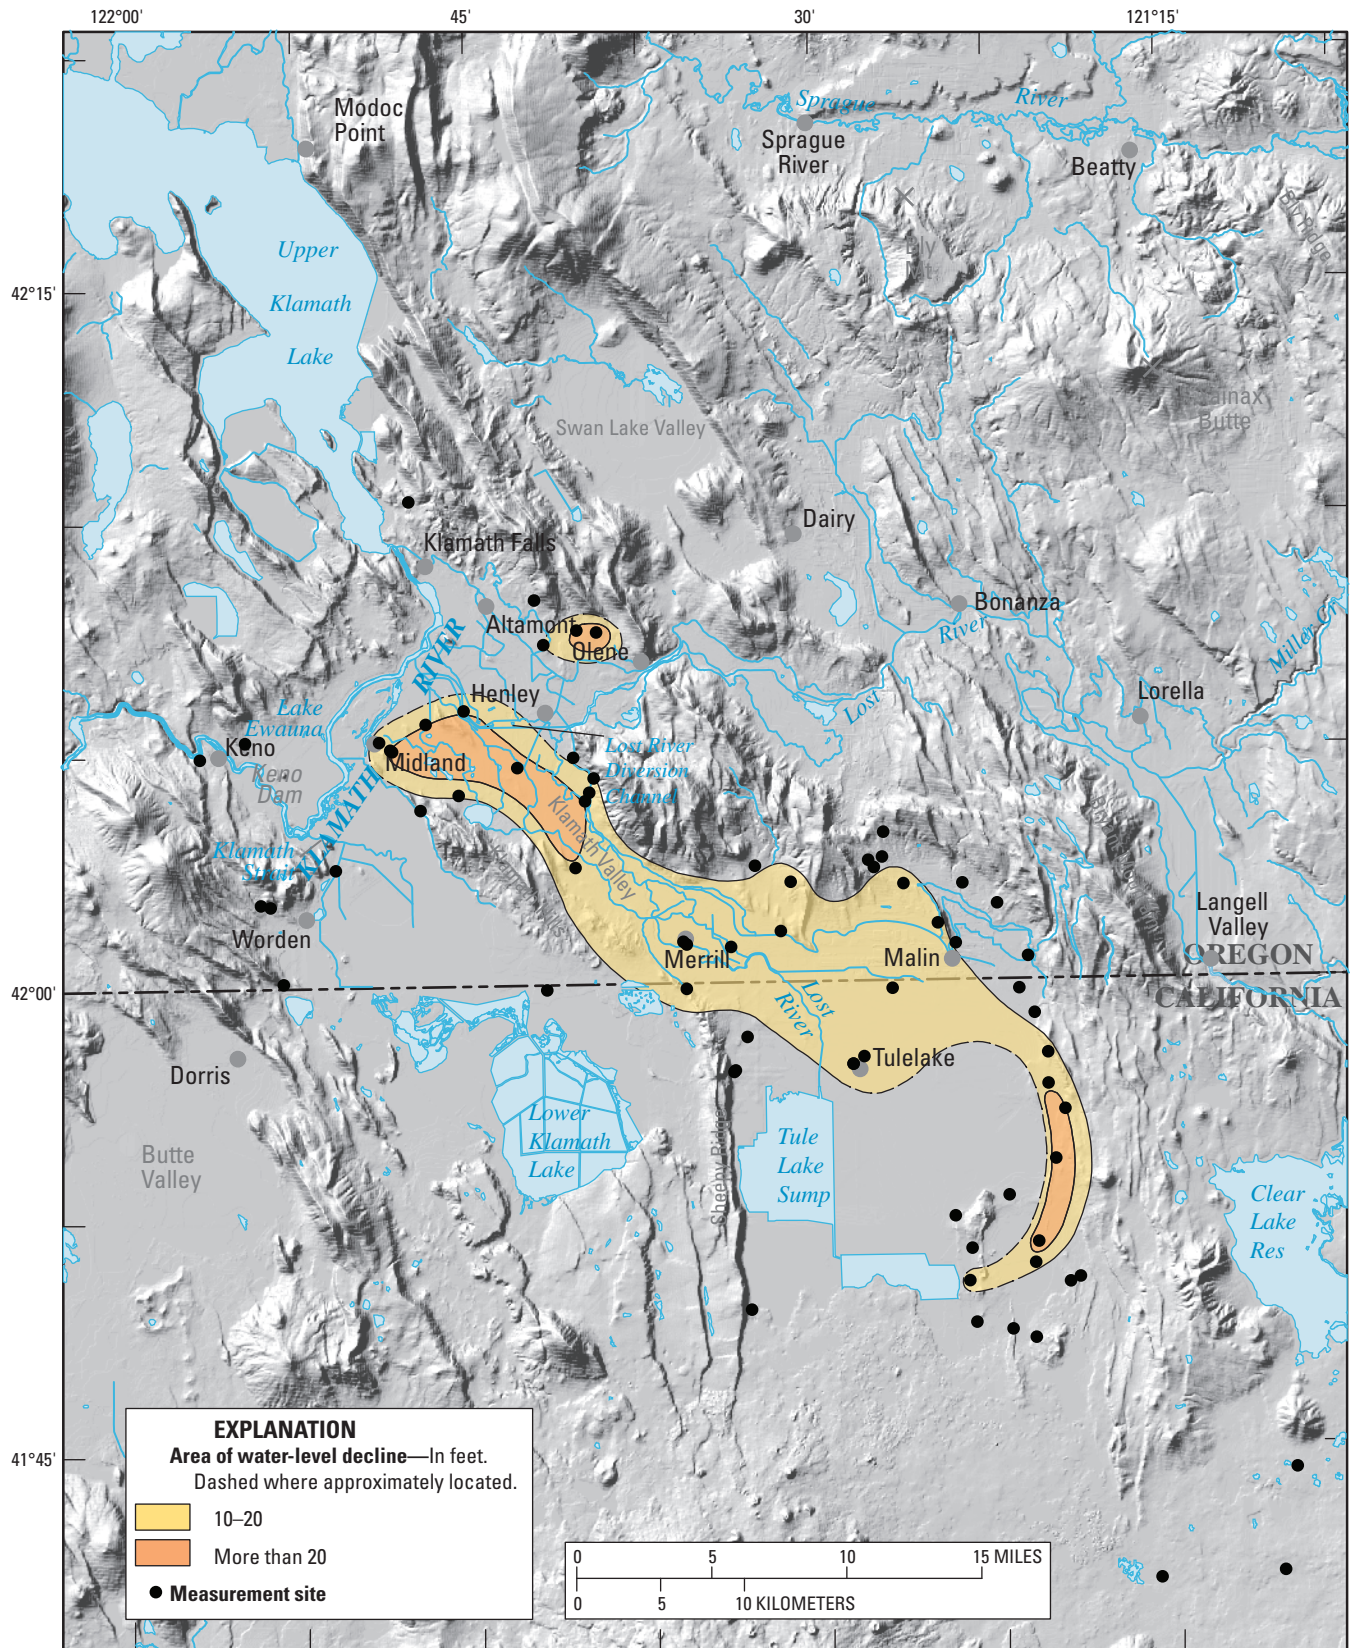 122°00'
45'
30'
121°15'
Modoc
Point
Sprague
River
Sprague
River
Beatty
Upper
Klamath
Lake
42°15'
Butte
Swan Lake Valley
Dairy
Klamath Falls
Bonanza
River
Altamont
Olene
RIVER
Miller Cr
Henley
Lost
Lorella
Lake
Ewauna
Keno
Keno
Dam
Midland
Lost River
Diversion
Channel
KLAMATH
Klamath Valley
Klamath
Strait
Worden
Merrill
Malin
Langell
Valley
OREGON
42°00'
CALIFORNIA
Lost
River
Dorris
Tulelake
Lower
Klamath
Lake
Tule
Lake
Sump
Sheepy Ridge
Butte
Valley
Clear
Lake
Res
41°45'
EXPLANATION
Area of water-level decline—In feet.
Dashed where approximately located.
10–20
More than 20
Measurement site
0 5 10 15 MILES
0 5 10 KILOMETERS